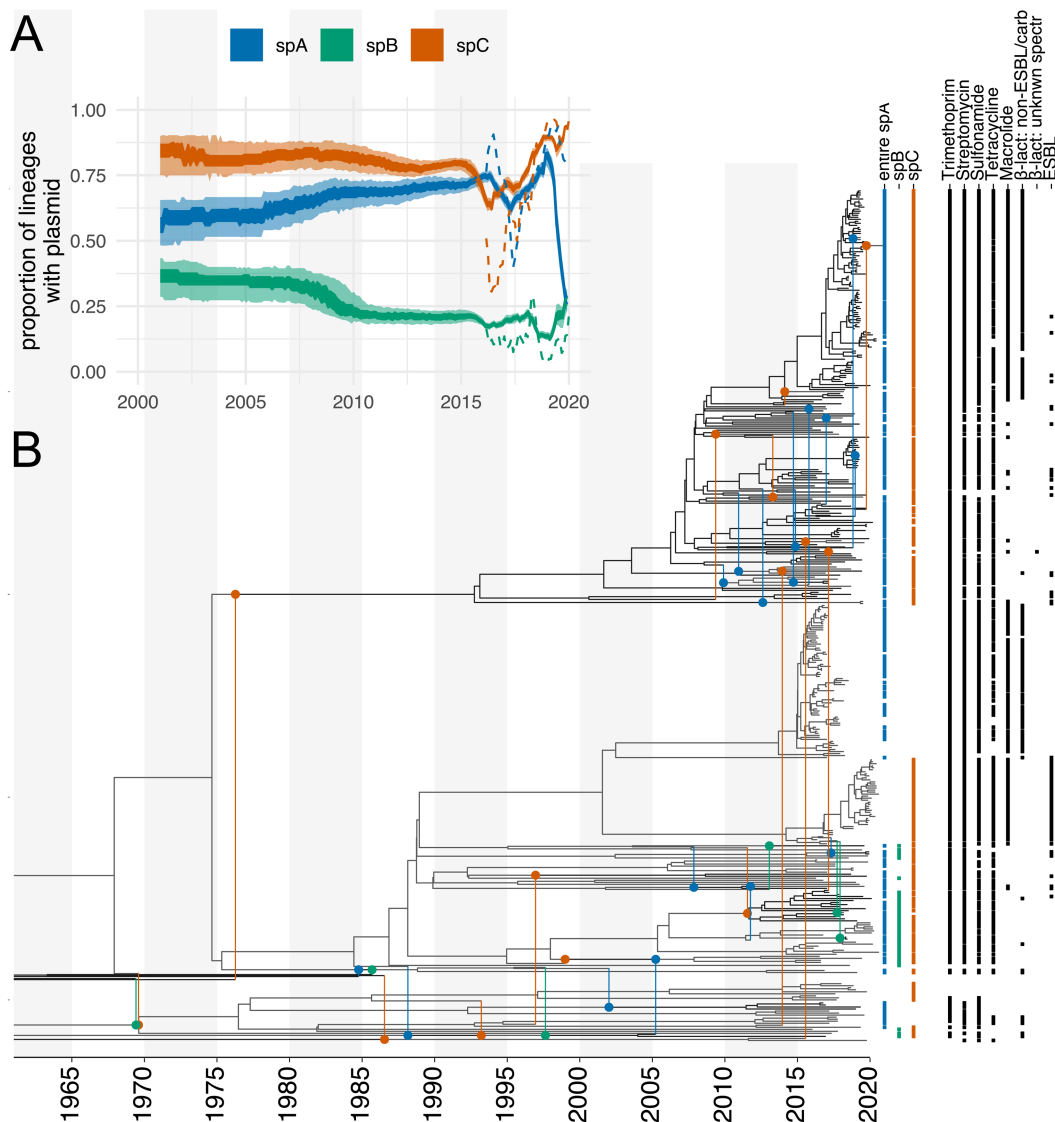 A
spA spB spC
proportion of lineages
with plasmid
1.00
0.75
0.50
0.25
0.00
2000 2005 2010 2015 2020
entire spA
spB
spC
Trimethoprim
Streptomycin
Sulfonamide
Tetracycline
Macrolide
β-lact: non-ESBL/carb
β-lact: unknwn spectr
ESBL
B
1965 1970 1975 1980 1985 1990 1995 2000 2005 2010 2015 2020